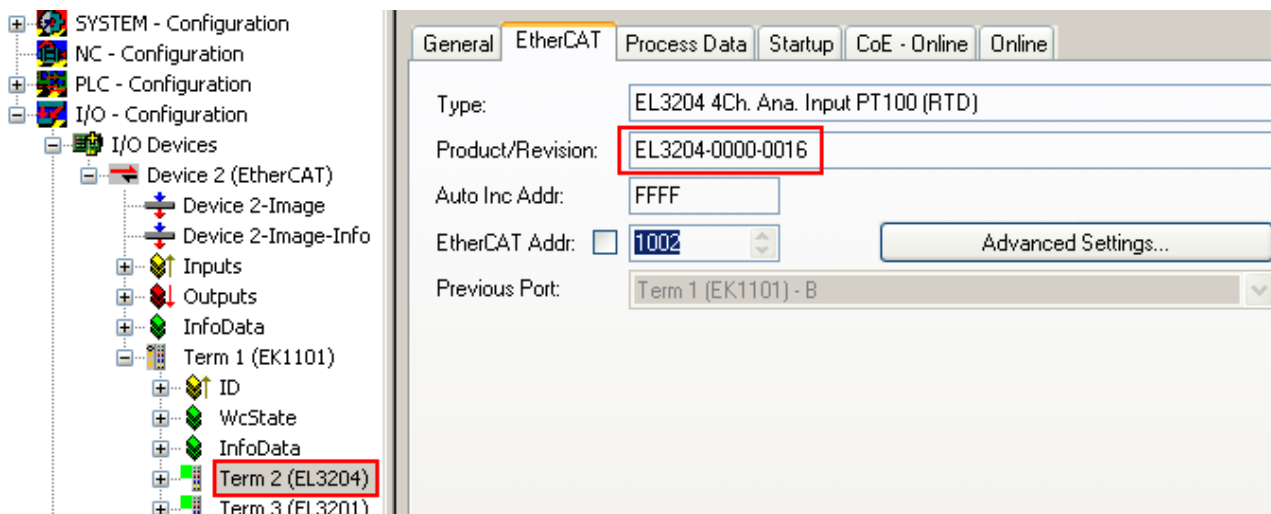 SYSTEM - Configuration
NC - Configuration
PLC - Configuration
I/O - Configuration
I/O Devices
Device 2 (EtherCAT)
Device 2-Image
Device 2-Image-Info
Inputs
Outputs
InfoData
Term 1 (EK1101)
ID
WcState
InfoData
Term 2 (EL3204)
Term 3 (EL3201)
General EtherCAT Process Data Startup CoE - Online Online
Type: EL3204 4Ch. Ana. Input PT100 (RTD)
Product/Revision: EL3204-0000-0016
Auto Inc Addr: FFFF
EtherCAT Addr: 1002 Advanced Settings...
Previous Port: Term 1 (EK1101) - B